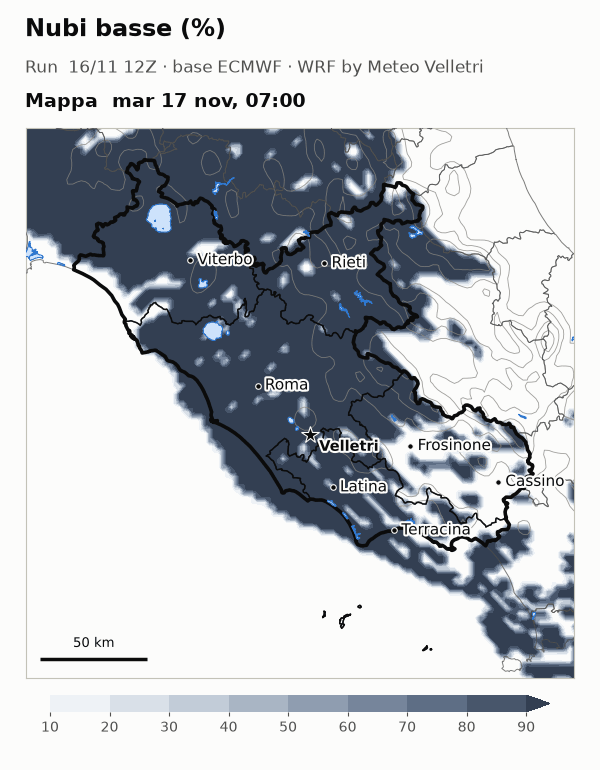 Nubi basse (%)
Run  16/11 12Z · base ECMWF · WRF by Meteo Velletri
Mappa  mar 17 nov, 07:00
Viterbo
Rieti
Roma
Velletri
Frosinone
Cassino
Latina
Terracina
50 km
10 20 30 40 50 60 70 80 90